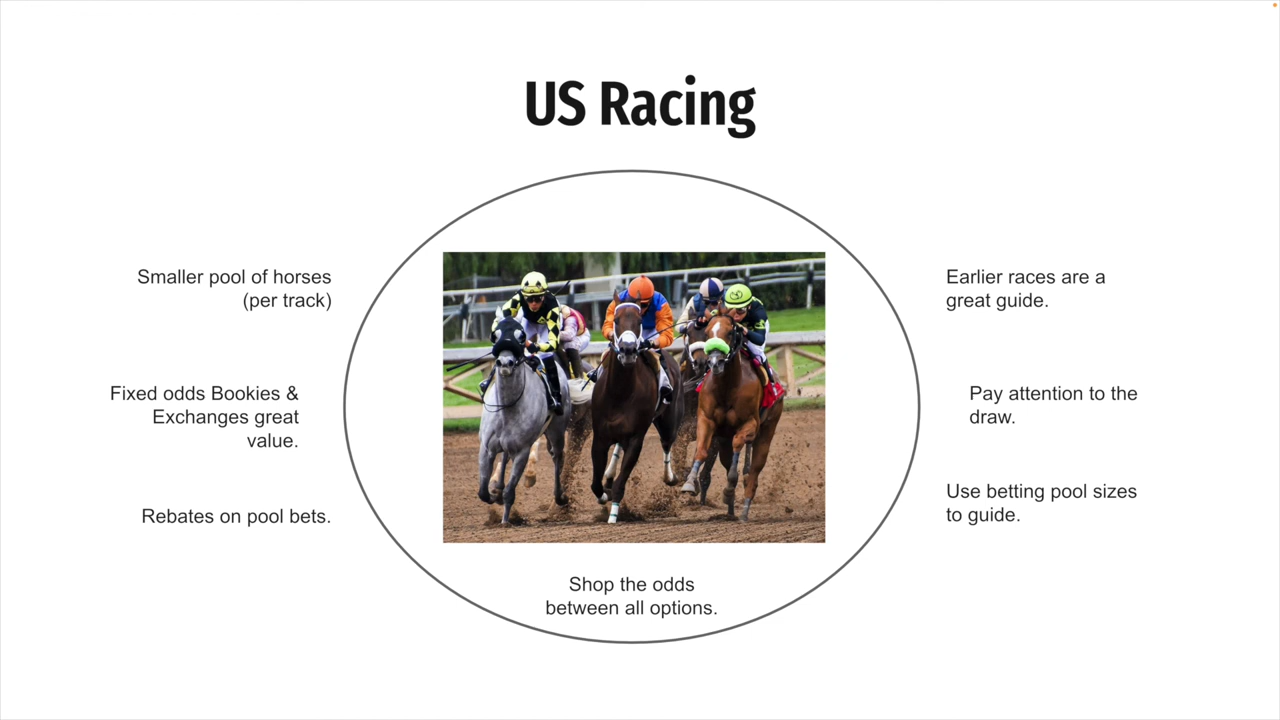 US Racing
Smaller pool of horses
(per track)
Fixed odds Bookies &
Exchanges great
value.
Rebates on pool bets.
Earlier races are a
great guide.
Pay attention to the
draw.
Use betting pool sizes
to guide.
Shop the odds
between all options.